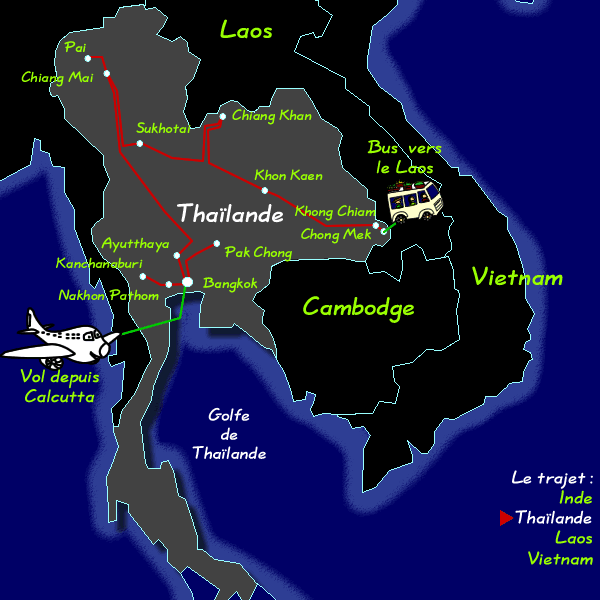 Laos
Pai
Chiang Mai
Chiang Khan
Sukhotai
Bus vers
le Laos
Khon Kaen
Khong Chiam
Thaïlande
Chong Mek
Ayutthaya
Pak Chong
Kanchanaburi
Vietnam
Bangkok
Nakhon Pathom
Cambodge
Vol depuis
Calcutta
Golfe
de
Thaïlande
Le trajet :
Inde
Thaïlande
Laos
Vietnam